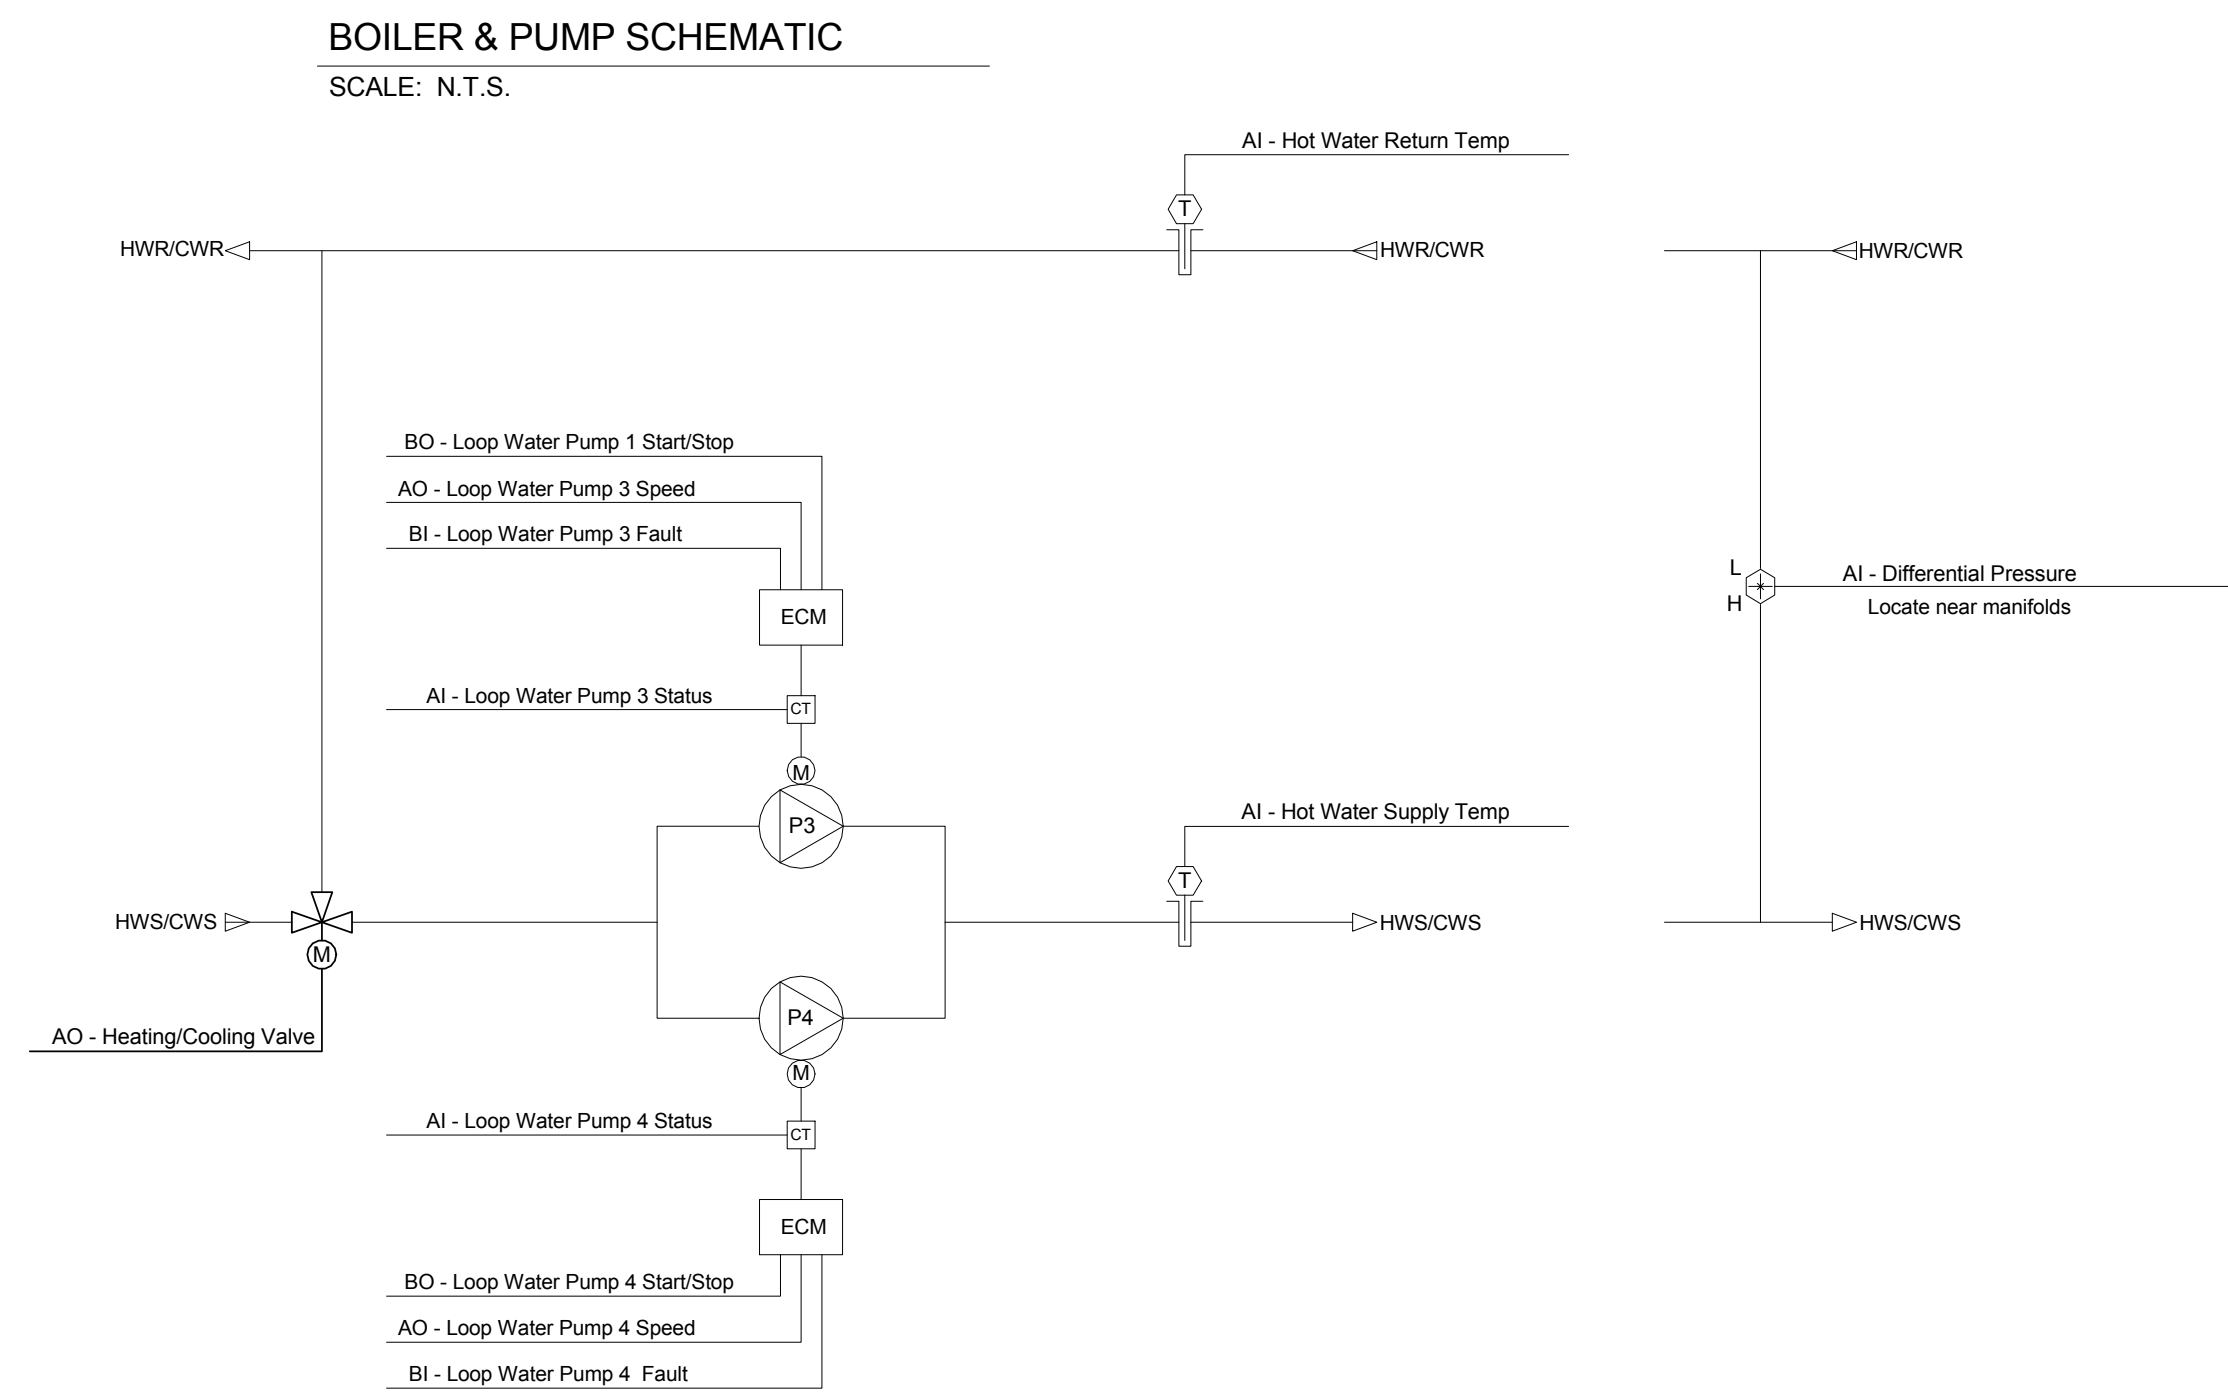 BOILER & PUMP SCHEMATIC
SCALE: N.T.S.
AI - Hot Water Return Temp
T
HWR/CWR
HWR/CWR
HWR/CWR
BO - Loop Water Pump 1 Start/Stop
AO - Loop Water Pump 3 Speed
BI - Loop Water Pump 3 Fault
ECM
L
AI - Differential Pressure
H
Locate near manifolds
AI - Loop Water Pump 3 Status
CT
M
P3
AI - Hot Water Supply Temp
T
HWS/CWS
HWS/CWS
HWS/CWS
M
P4
AO - Heating/Cooling Valve
M
AI - Loop Water Pump 4 Status
CT
ECM
BO - Loop Water Pump 4 Start/Stop
AO - Loop Water Pump 4 Speed
BI - Loop Water Pump 4 Fault